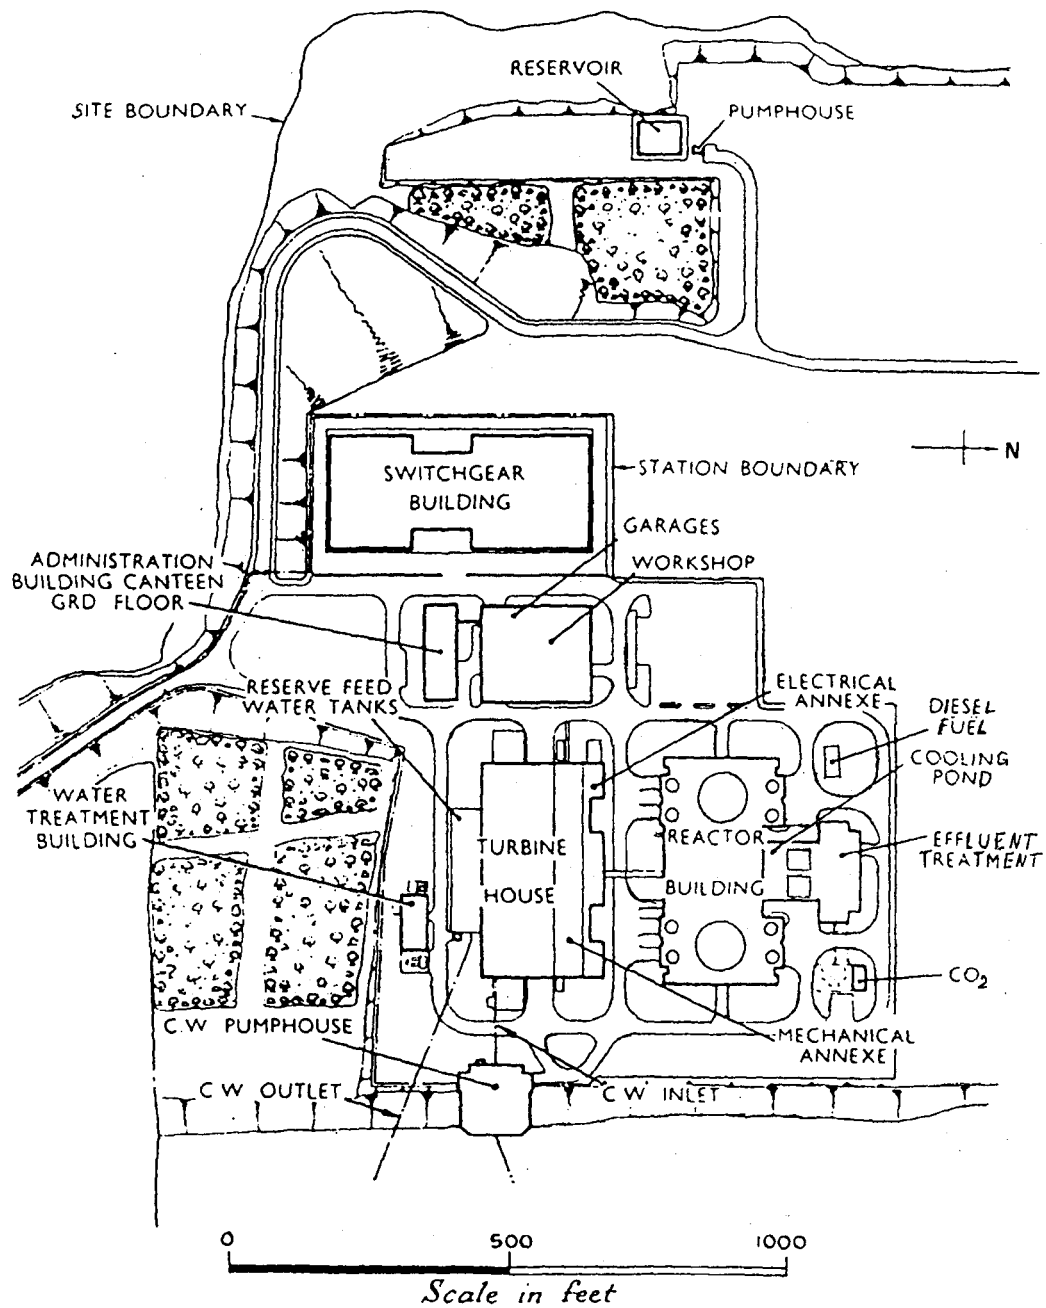 RESERVOIR
SITE BOUNDARY
PUMPHOUSE
N
SWITCHGEAR
BUILDING
STATION BOUNDARY
GARAGES
WORKSHOP
ADMINISTRATION
BUILDING CANTEEN
GRD FLOOR
RESERVE FEED
WATER TANKS
ELECTRICAL
ANNEXE
DIESEL
FUEL
COOLING
POND
WATER
TREATMENT
BUILDING
TURBINE
HOUSE
REACTOR
BUILDING
EFFLUENT
TREATMENT
CO2
C.W PUMPHOUSE
MECHANICAL
ANNEXE
C W OUTLET
C W INLET
0 500 1000
Scale in feet